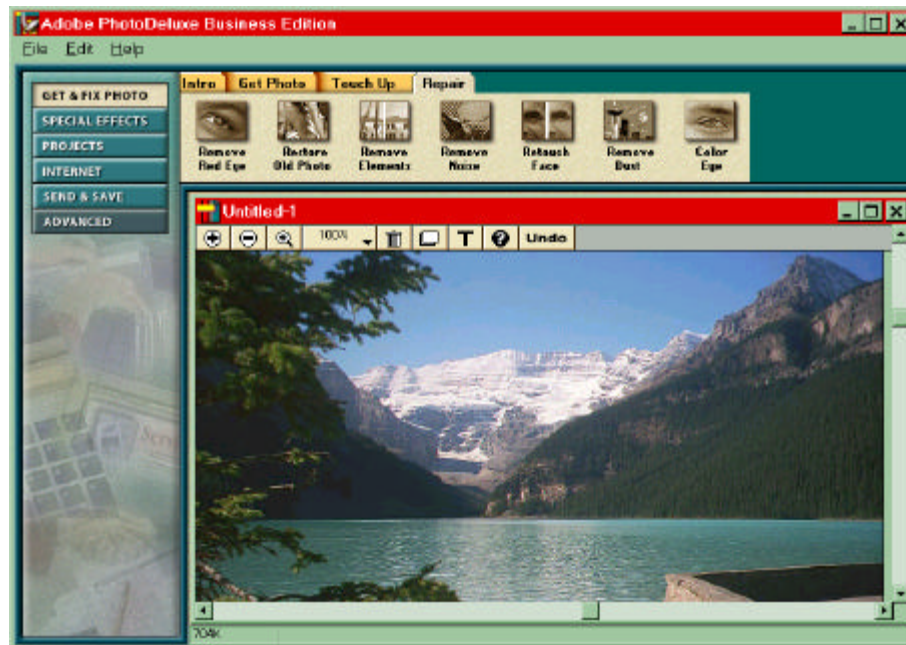 Adobe PhotoDeluxe Business Edition
File Edit Help
GET & FIX PHOTO
SPECIAL EFFECTS
PROJECTS
INTERNET
SEND & SAVE
ADVANCED
Intro Get Photo Touch Up Repair
Remove Red Eye
Restore Old Photo
Remove Elements
Remove Noise
Retouch Face
Remove Dust
Color Eye
Untitled-1
100% T ? Undo
704K